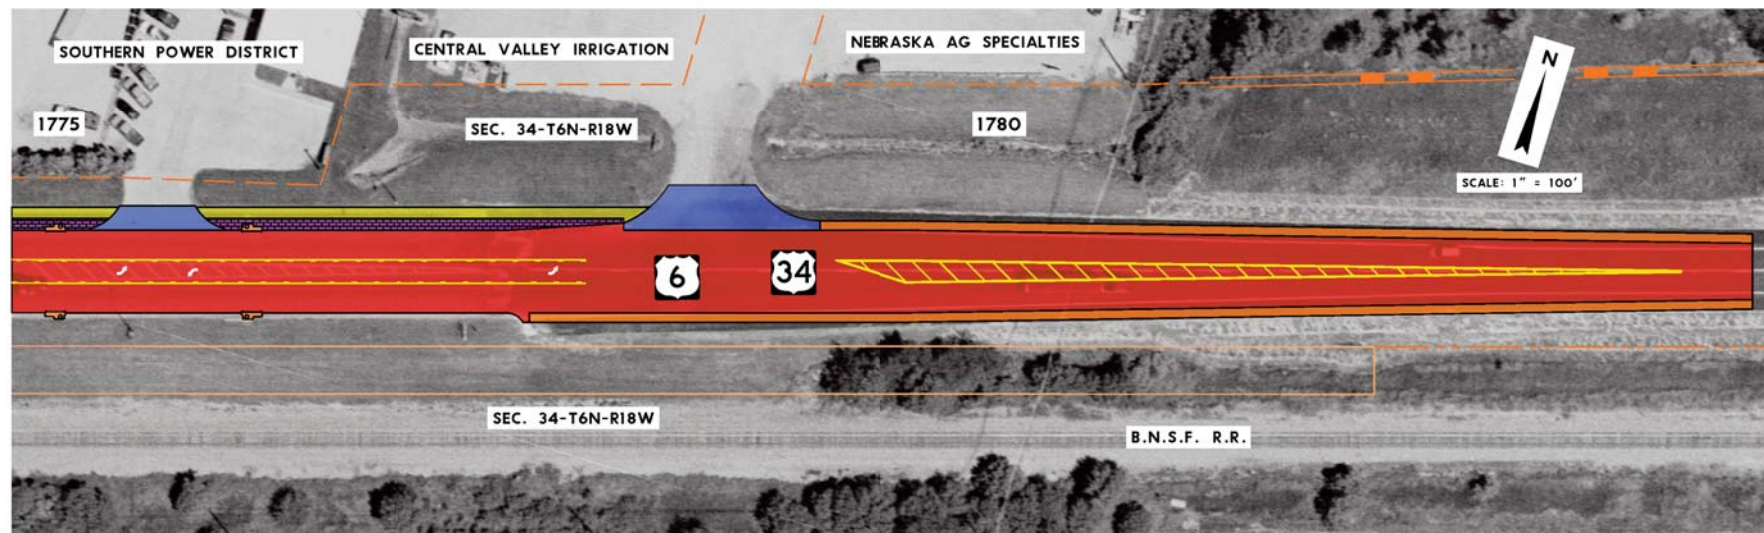 SOUTHERN POWER DISTRICT
CENTRAL VALLEY IRRIGATION
NEBRASKA AG SPECIALTIES
N
1775
SEC. 34-T6N-R18W
1780
SCALE: 1" = 100'
6
34
SEC. 34-T6N-R18W
B.N.S.F. R.R.